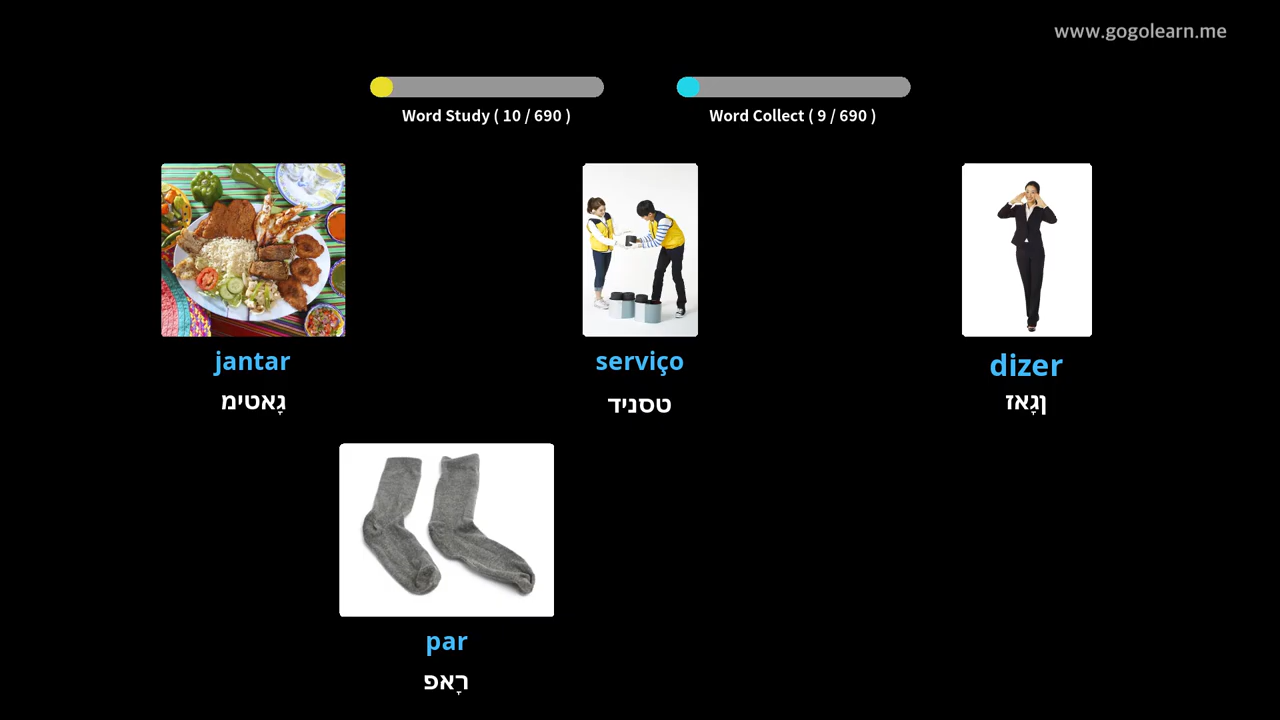 www.gogolearn.me
Word Study ( 10 / 690 )
Word Collect ( 9 / 690 )
jantar
גָאטימ
serviço
טסניד
dizer
ןגָאז
par
רָאפ